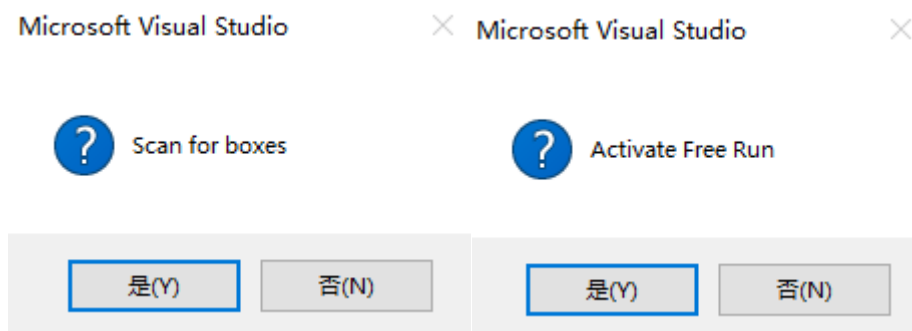 Microsoft Visual Studio
Scan for boxes
是(Y)
否(N)
Microsoft Visual Studio
Activate Free Run
是(Y)
否(N)